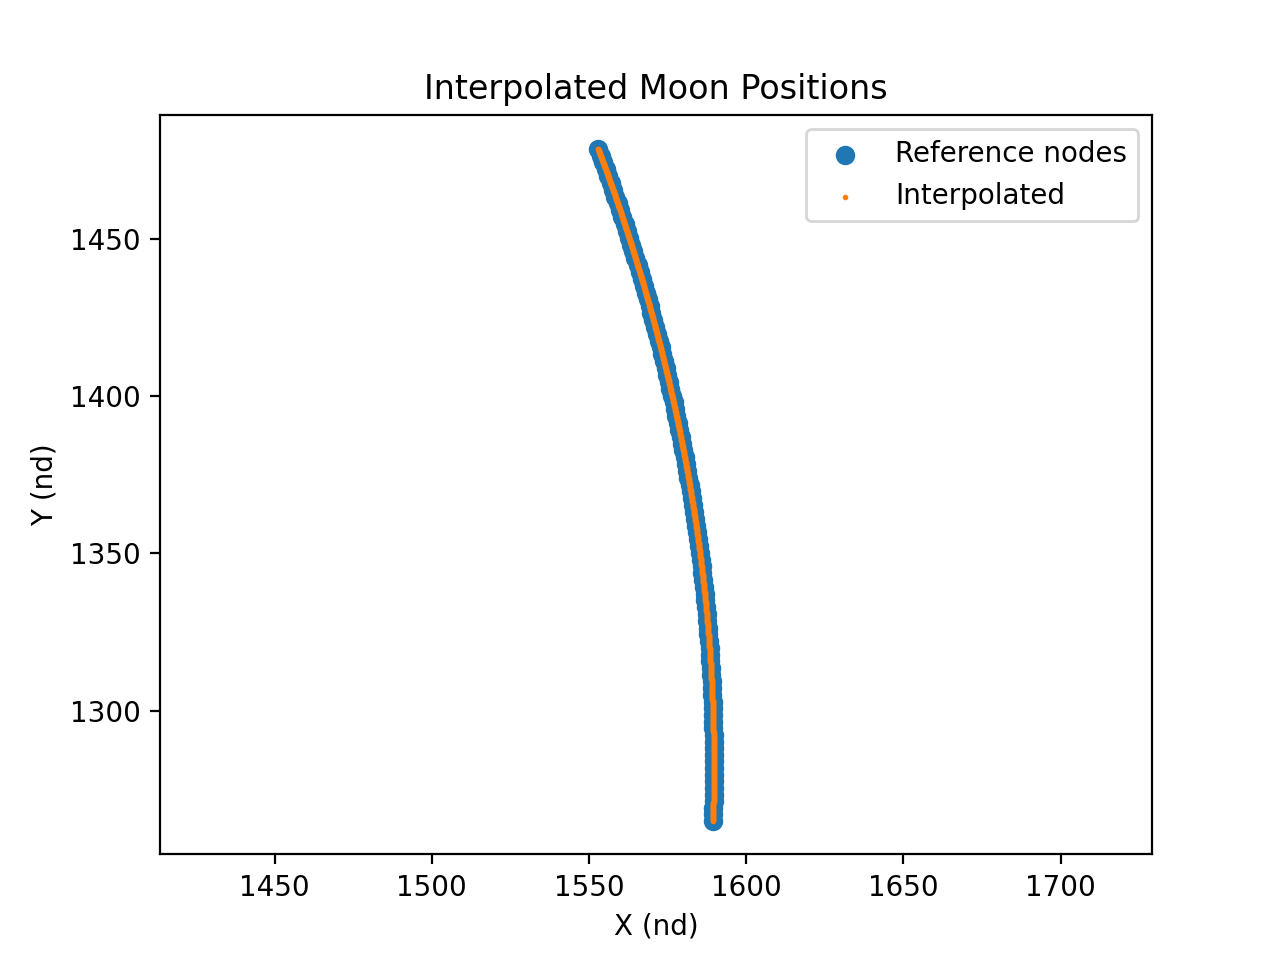 Interpolated Moon Positions
Reference nodes
Interpolated
Y (nd)
1450
1400
1350
1300
1450
1500
1550
1600
1650
1700
X (nd)